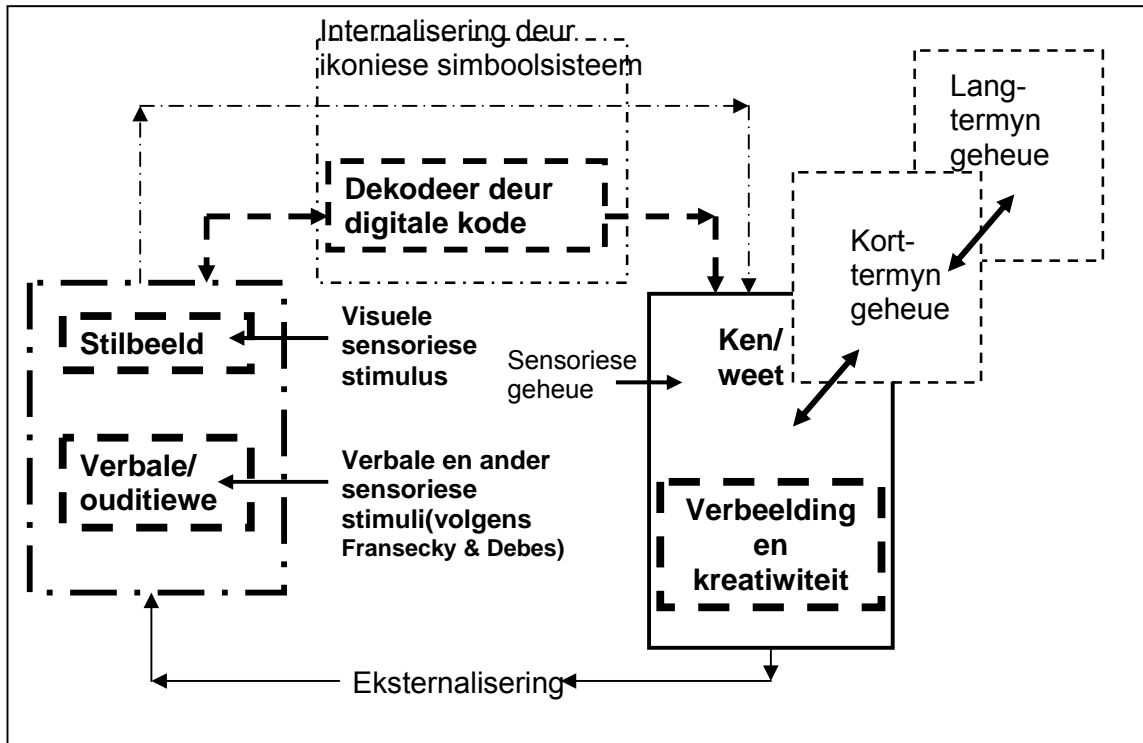 Internalisering deur
ikoniese simboolsisteem
Lang-
termyn
geheue
Dekodeer deur
digitale kode
Kort-
termyn
geheue
Stilbeeld
Visuele
sensoriese
stimulus
Sensoriese
geheue
Ken/
weet
Verbale/
ouditiewe
Verbale en ander
sensoriese
stimuli(volgens
Fransecky & Debes)
Verbeelding
en
kreatiwiteit
Eksternalisering